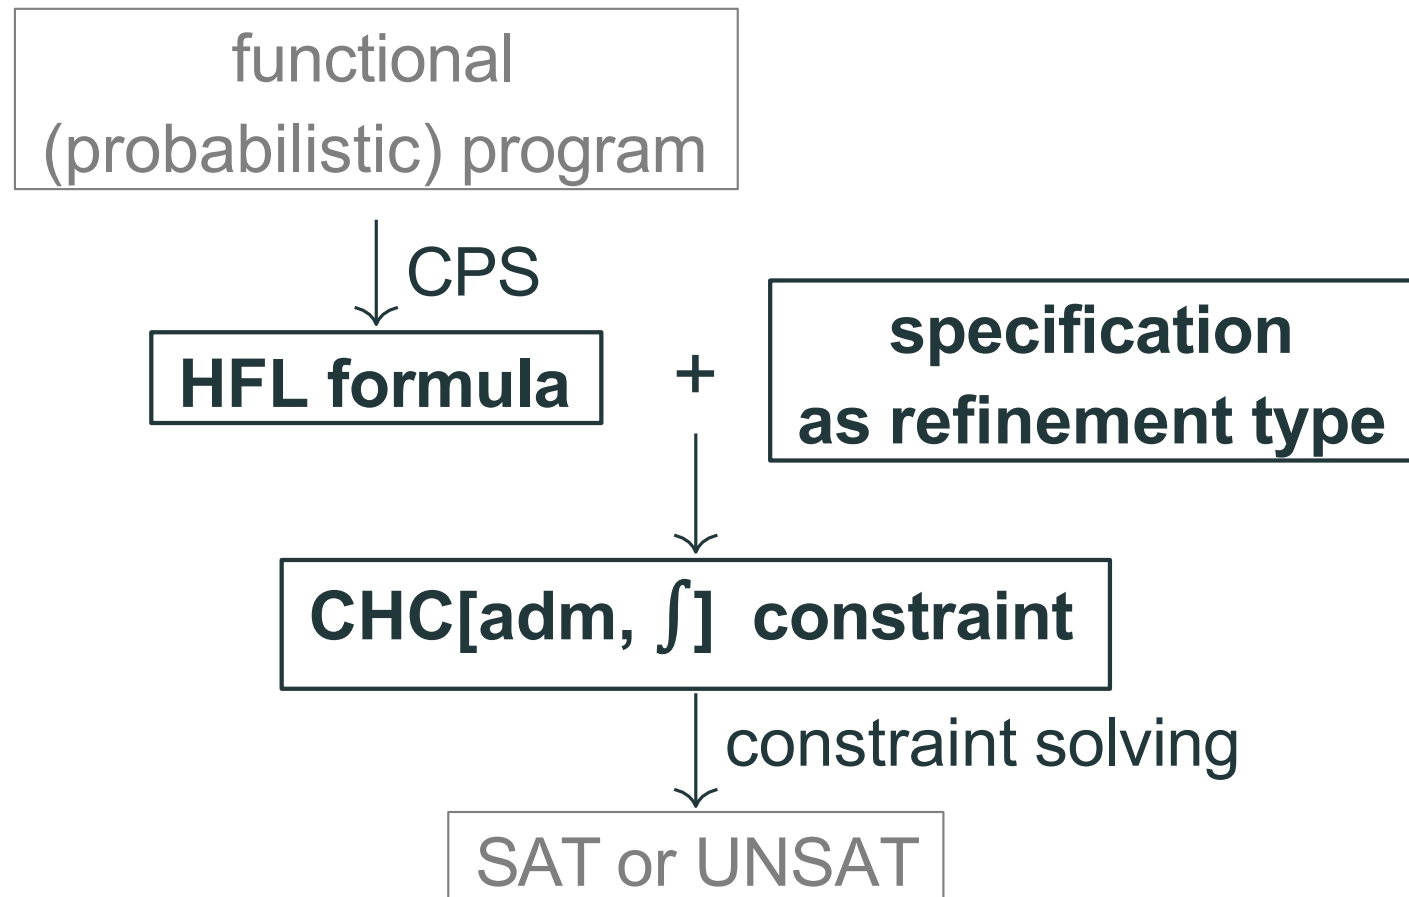 functional
(probabilistic) program
CPS
HFL formula
+
specification
as refinement type
CHC[adm, ∫] constraint
constraint solving
SAT or UNSAT